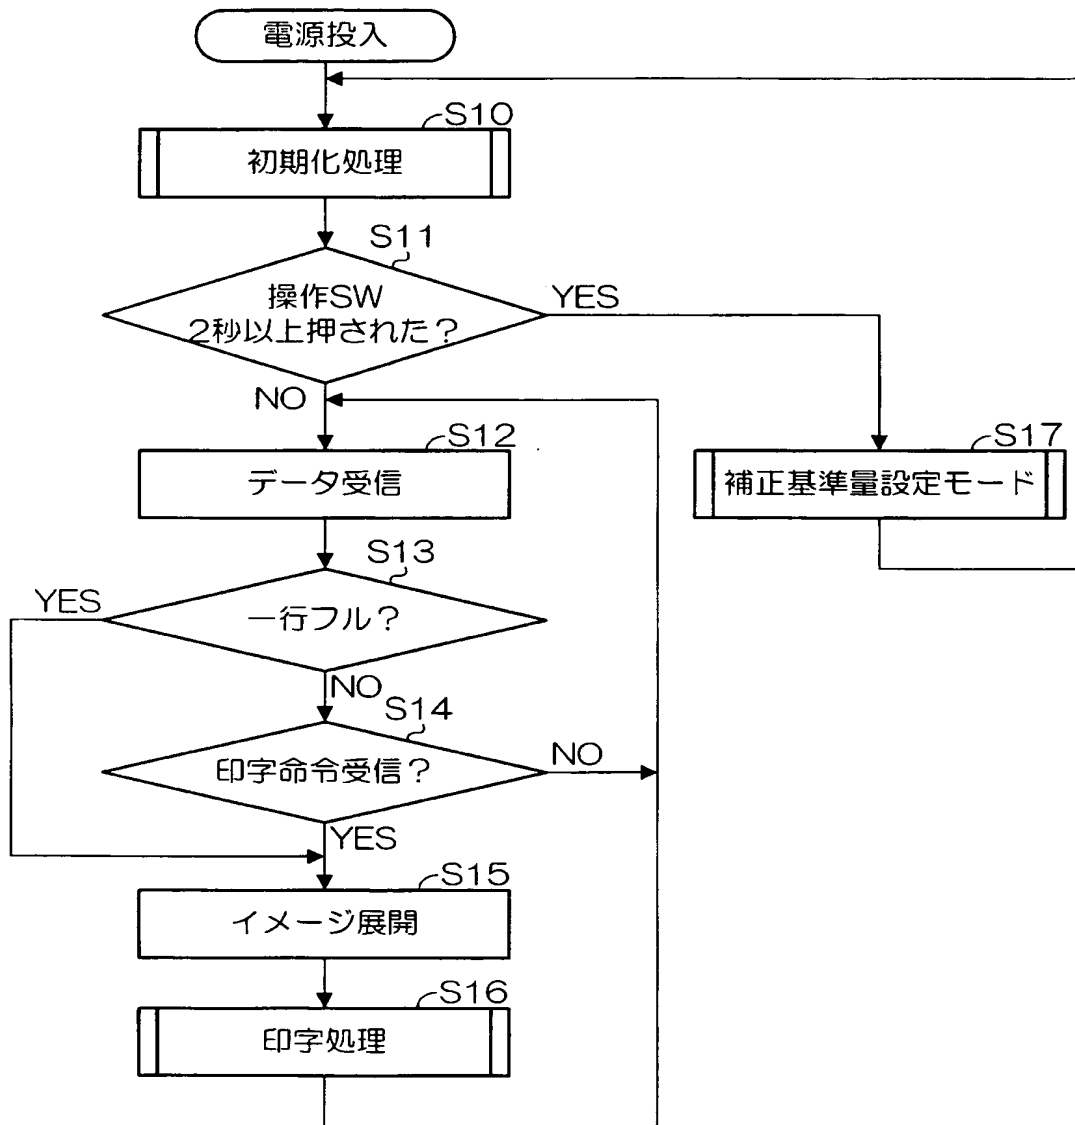 電源投入
S10
初期化処理
S11
操作SW
2秒以上押された？
YES
NO
S12
データ受信
S17
補正基準量設定モード
S13
一行フル？
YES
NO
S14
印字命令受信？
NO
YES
S15
イメージ展開
S16
印字処理